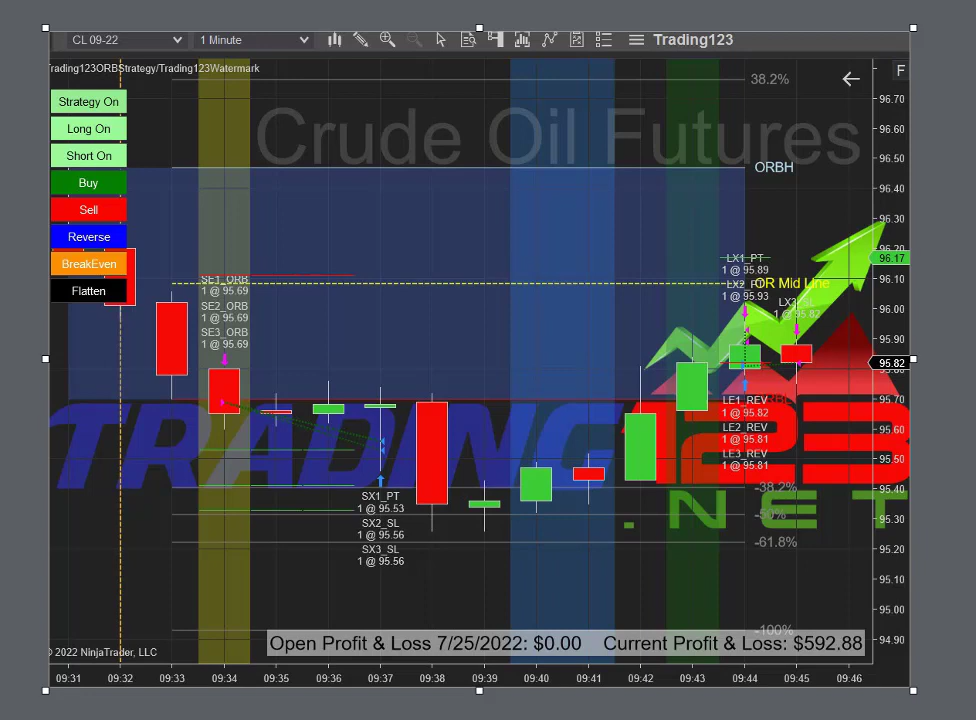 CL 09-22
1 Minute
Trading123
Trading123ORBStrategy/Trading123Watermark
38.2%
F
Strategy On
Long On
Short On
Buy
Sell
Reverse
BreakEven
Flatten
Crude Oil Futures
ORBH
OR Mid Line
SE1_ORB
1 @ 95.69
SE2_ORB
1 @ 95.69
SE3_ORB
1 @ 95.69
LX1_PT
1 @ 95.89
1 @ 95.93
1 @ 95.82
LE1_REV
1 @ 95.82
LE2_REV
1 @ 95.81
LE3_REV
1 @ 95.81
SX1_PT
1 @ 95.53
SX2_SL
1 @ 95.56
SX3_SL
1 @ 95.56
TRADING 123
.NET
-38.2%
-50%
-61.8%
-100%
96.70
96.60
96.50
96.40
96.30
96.20
96.17
96.10
96.00
95.90
95.82
95.80
95.70
95.60
95.50
95.40
95.30
95.20
95.10
95.00
94.90
Open Profit & Loss 7/25/2022: $0.00 Current Profit & Loss: $592.88
© 2022 NinjaTrader, LLC
09:31 09:32 09:33 09:34 09:35 09:36 09:37 09:38 09:39 09:40 09:41 09:42 09:43 09:44 09:45 09:46